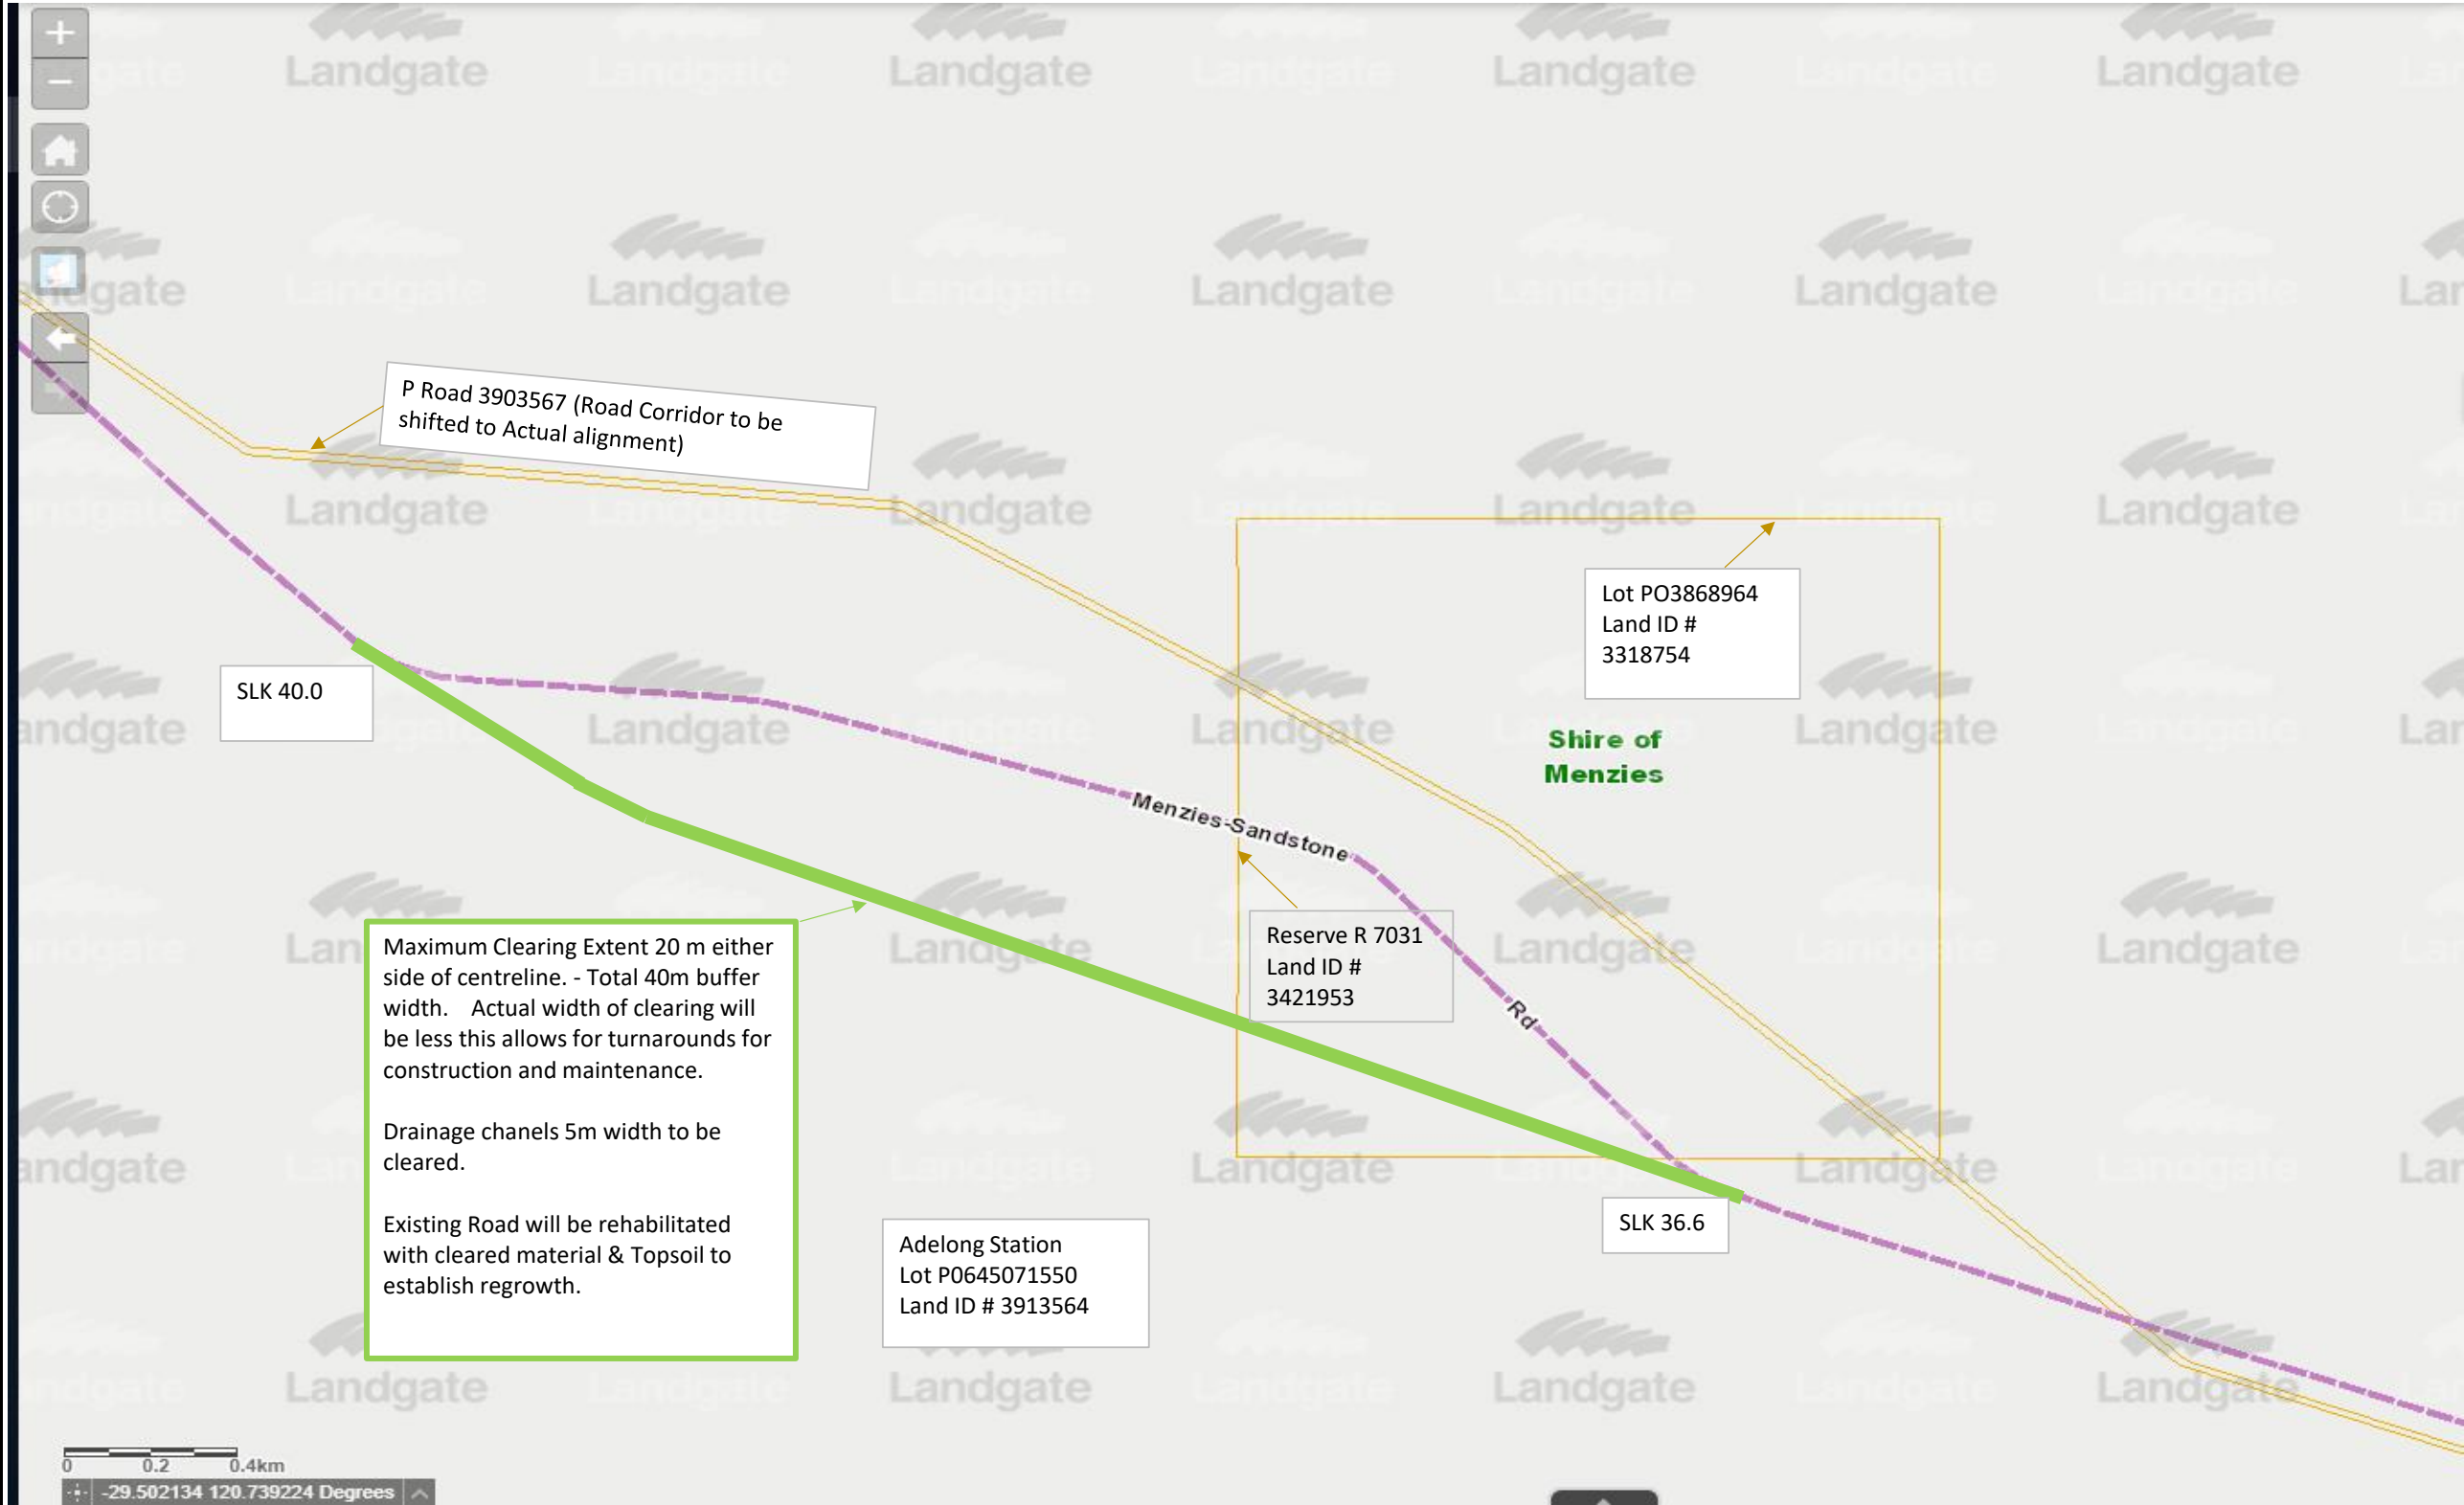 P Road 3903567 (Road Corridor to be
shifted to Actual alignment)
Lot PO3868964
Land ID #
3318754
SLK 40.0
Shire of
Menzies
Menzies-Sandstone
Rd
Reserve R 7031
Land ID #
3421953
Maximum Clearing Extent 20 m either
side of centreline. - Total 40m buffer
width. Actual width of clearing will
be less this allows for turnarounds for
construction and maintenance.
Drainage chanels 5m width to be
cleared.
Existing Road will be rehabilitated
with cleared material & Topsoil to
establish regrowth.
Adelong Station
Lot P0645071550
Land ID # 3913564
SLK 36.6
0 0.2 0.4km
-29.502134 120.739224 Degrees
Landgate